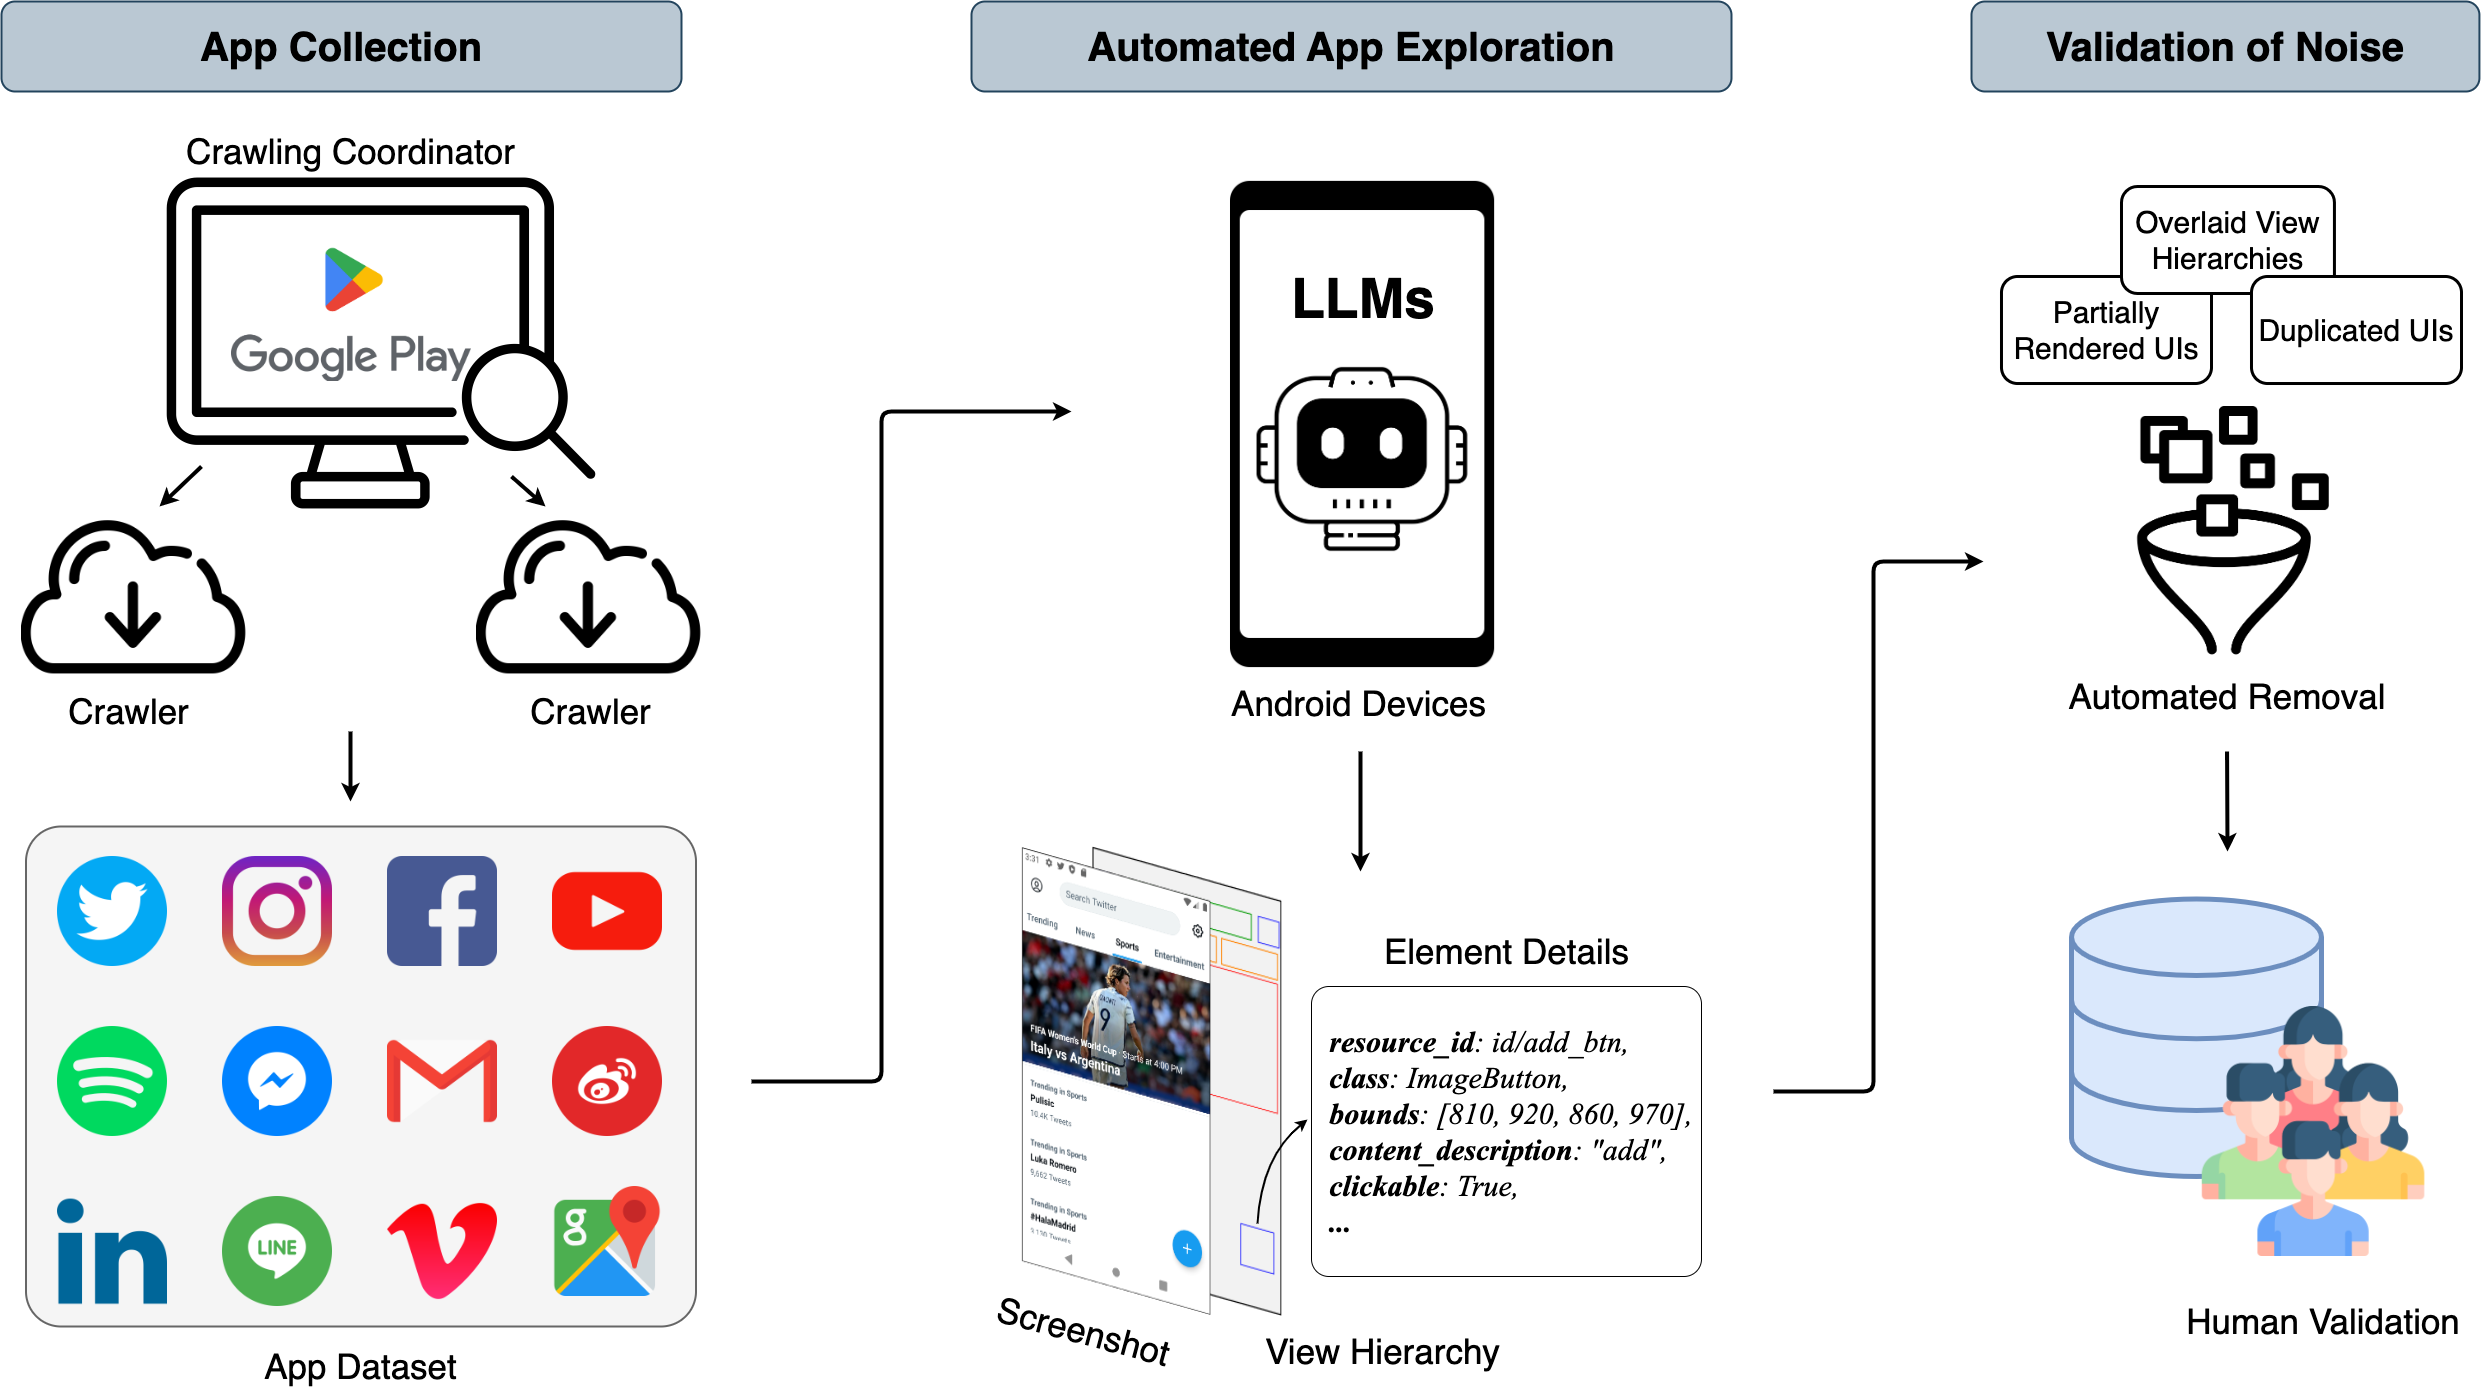 App Collection
Crawling Coordinator
Google Play
Crawler
Crawler
LINE
App Dataset
Automated App Exploration
LLMs
Android Devices
3:31
Search Twitter
Trending
News
Sports
Entertainment
9
FIFA Women's World Cup · Starts at 4:00 PM
Italy vs Argentina
Trending in Sports
Pulisic
10.4K Tweets
Trending in Sports
Luka Romero
9,662 Tweets
Trending in Sports
#HalaMadrid
Tweets
Screenshot
View Hierarchy
Element Details
resource_id: id/add_btn,
class: ImageButton,
bounds: [810, 920, 860, 970],
content_description: "add",
clickable: True,
...
Validation of Noise
Overlaid View
Hierarchies
Partially
Rendered UIs
Duplicated UIs
Automated Removal
Human Validation